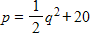 p = 1/2 q² + 20